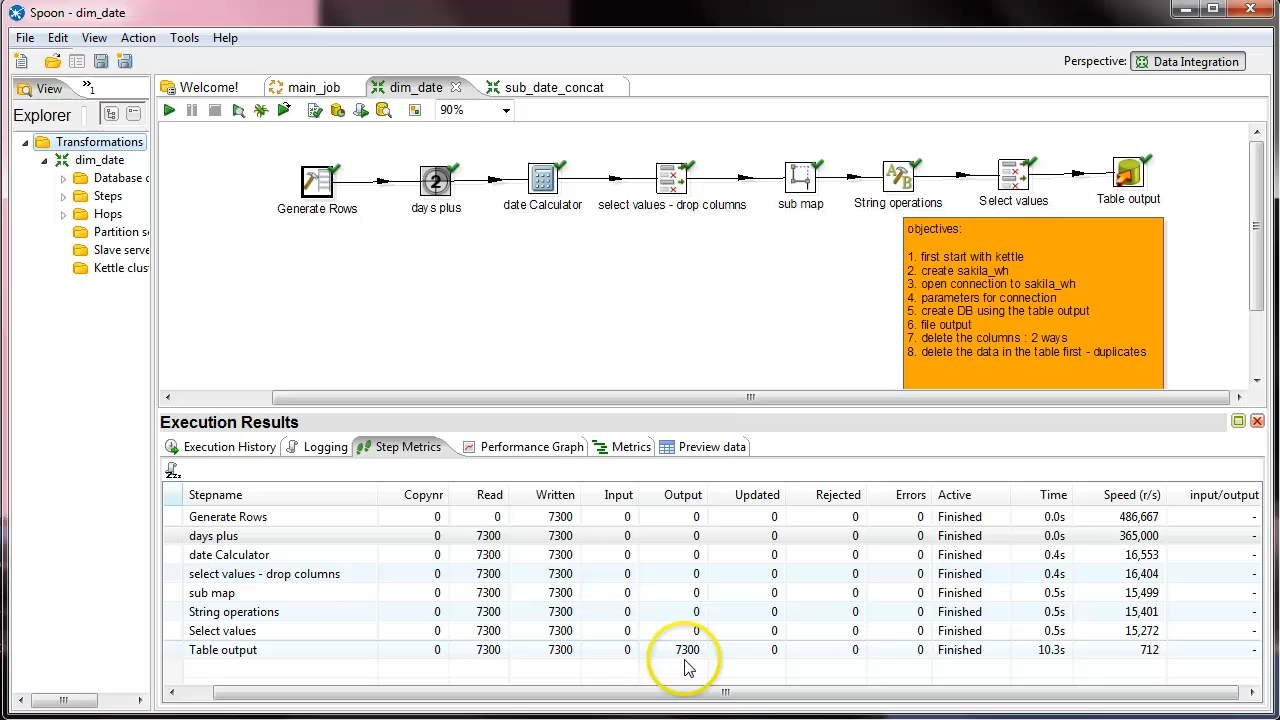 Spoon - dim_date
File Edit View Action Tools Help
Perspective: Data Integration
View »1
Welcome! main_job dim_date sub_date_concat
Explorer
90%
Transformations
dim_date
Database c
Steps
Hops
Partition s
Slave serve
Kettle clus
2
Generate Rows days plus date Calculator select values - drop columns sub map String operations Select values Table output
objectives:
1. first start with kettle
2. create sakila_wh
3. open connection to sakila_wh
4. parameters for connection
5. create DB using the table output
6. file output
7. delete the columns : 2 ways
8. delete the data in the table first - duplicates
Execution Results
Execution History Logging Step Metrics Performance Graph Metrics Preview data
Stepname Copynr Read Written Input Output Updated Rejected Errors Active Time Speed (r/s) input/output
Generate Rows 0 0 7300 0 0 0 0 0 Finished 0.0s 486,667 -
days plus 0 7300 7300 0 0 0 0 0 Finished 0.0s 365,000 -
date Calculator 0 7300 7300 0 0 0 0 0 Finished 0.4s 16,553 -
select values - drop columns 0 7300 7300 0 0 0 0 0 Finished 0.4s 16,404 -
sub map 0 7300 7300 0 0 0 0 0 Finished 0.5s 15,499 -
String operations 0 7300 7300 0 0 0 0 0 Finished 0.5s 15,401 -
Select values 0 7300 7300 0 0 0 0 0 Finished 0.5s 15,272 -
Table output 0 7300 7300 0 7300 0 0 0 Finished 10.3s 712 -